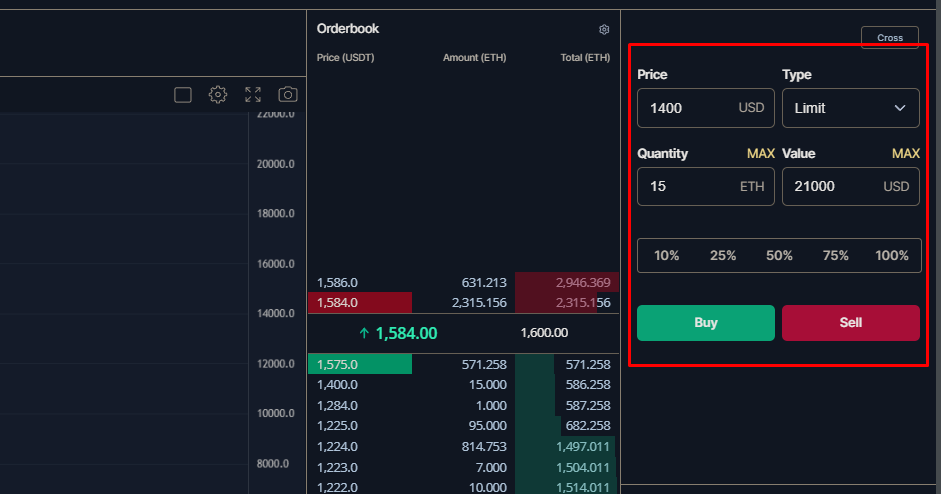 Orderbook
Price (USDT) Amount (ETH) Total (ETH)
1,586.0 631.213 2,946.369
1,584.0 2,315.156 2,315.156
↑ 1,584.00 1,600.00
1,575.0 571.258 571.258
1,400.0 15.000 586.258
1,284.0 1.000 587.258
1,225.0 95.000 682.258
1,224.0 814.753 1,497.011
1,223.0 7.000 1,504.011
1,222.0 10.000 1,514.011
22000.0
20000.0
18000.0
16000.0
14000.0
12000.0
10000.0
8000.0
Cross
Price Type
1400 USD Limit
Quantity MAX Value MAX
15 ETH 21000 USD
10% 25% 50% 75% 100%
Buy Sell